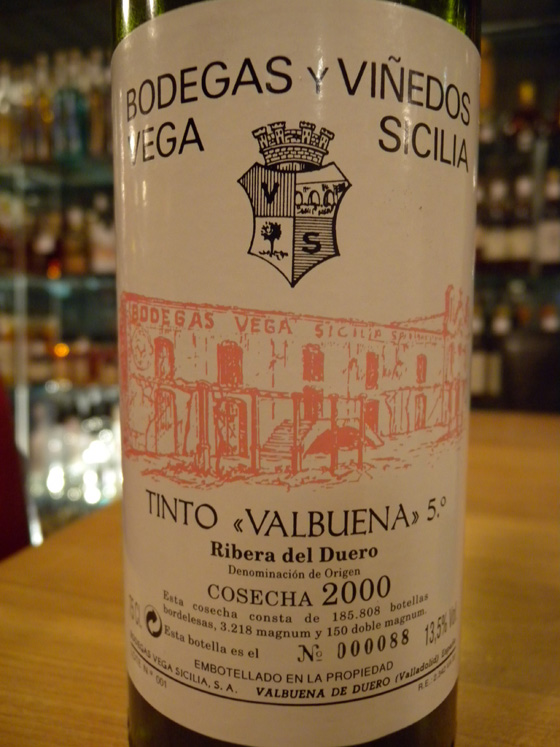 BODEGAS Y VIÑEDOS
VEGA SICILIA
V
S
BODEGAS VEGA SICILIA
TINTO «VALBUENA» 5.º
Ribera del Duero
Denominación de Origen
COSECHA 2000
Esta cosecha consta de 185.808 botellas
bordelesas, 3.218 magnum y 150 doble magnum.
Esta botella es el Nº 000088
75 CL. 13,5% Vol.
EMBOTELLADO EN LA PROPIEDAD
BODEGAS VEGA SICILIA, S. A. VALBUENA DE DUERO (Valladolid) España